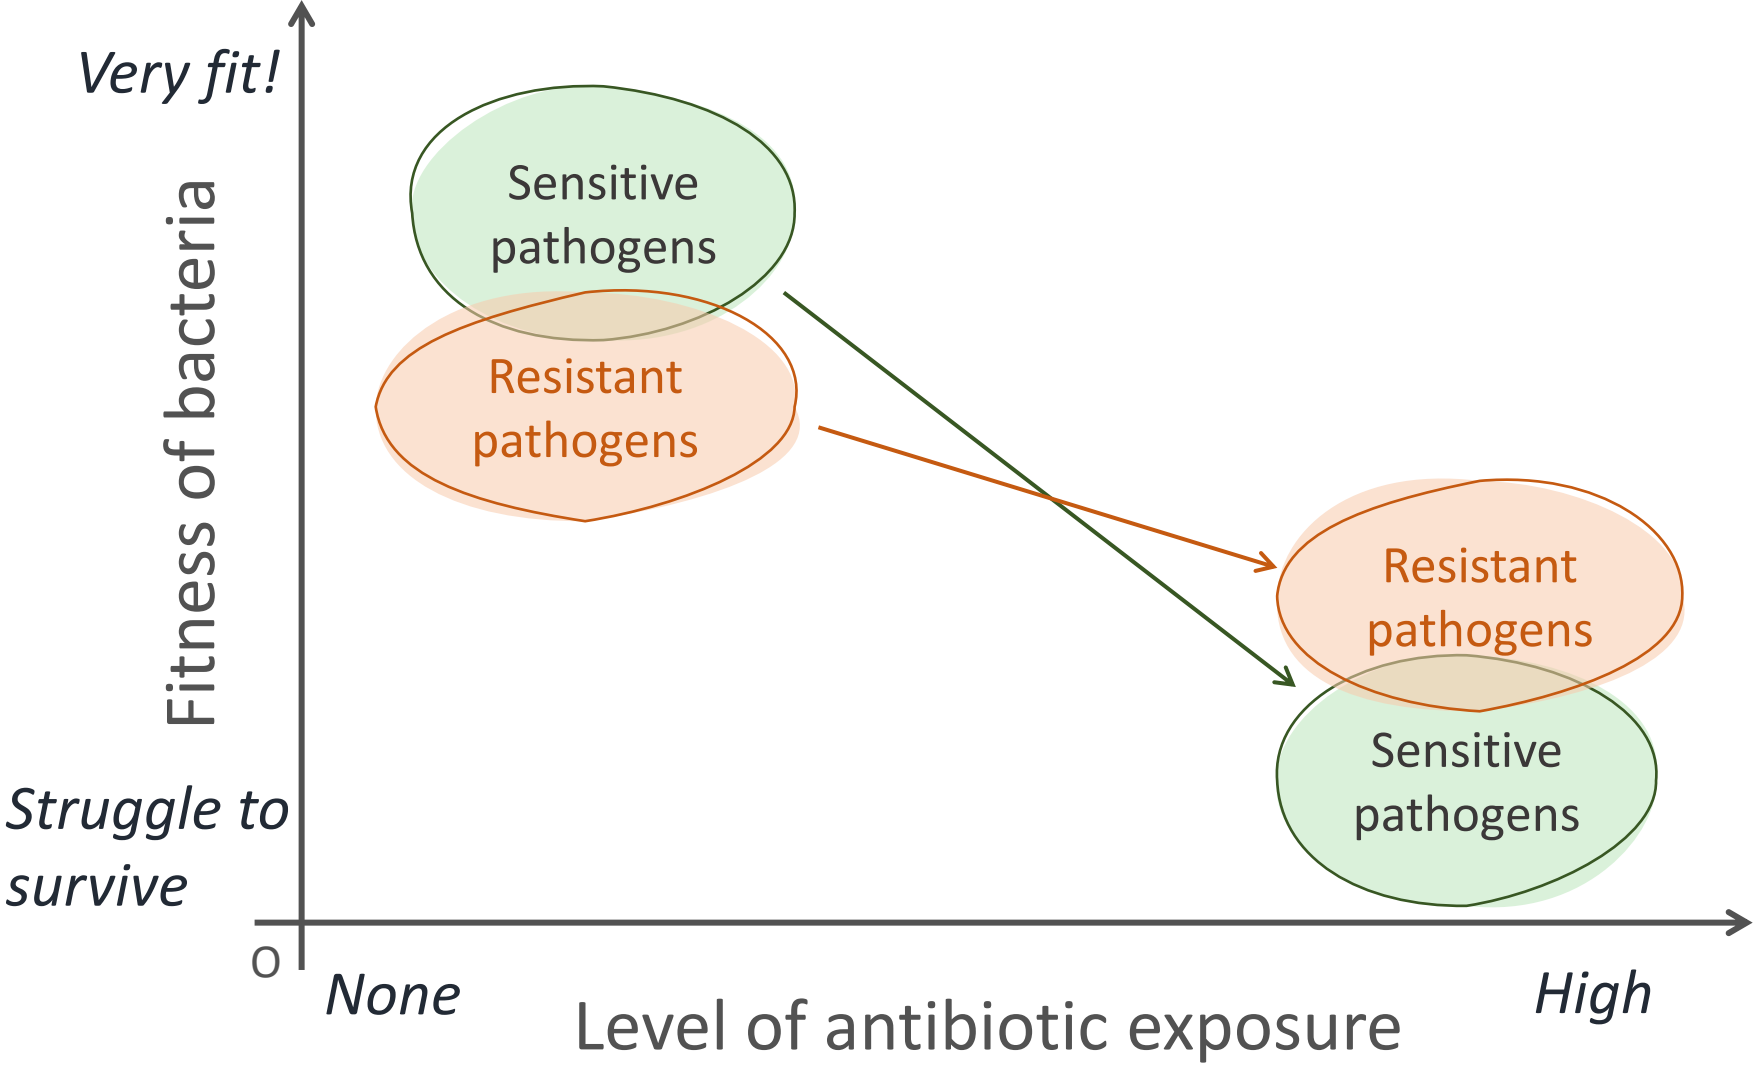 Very fit!
Fitness of bacteria
Struggle to
survive
Sensitive
pathogens
Resistant
pathogens
Resistant
pathogens
Sensitive
pathogens
O
None
High
Level of antibiotic exposure